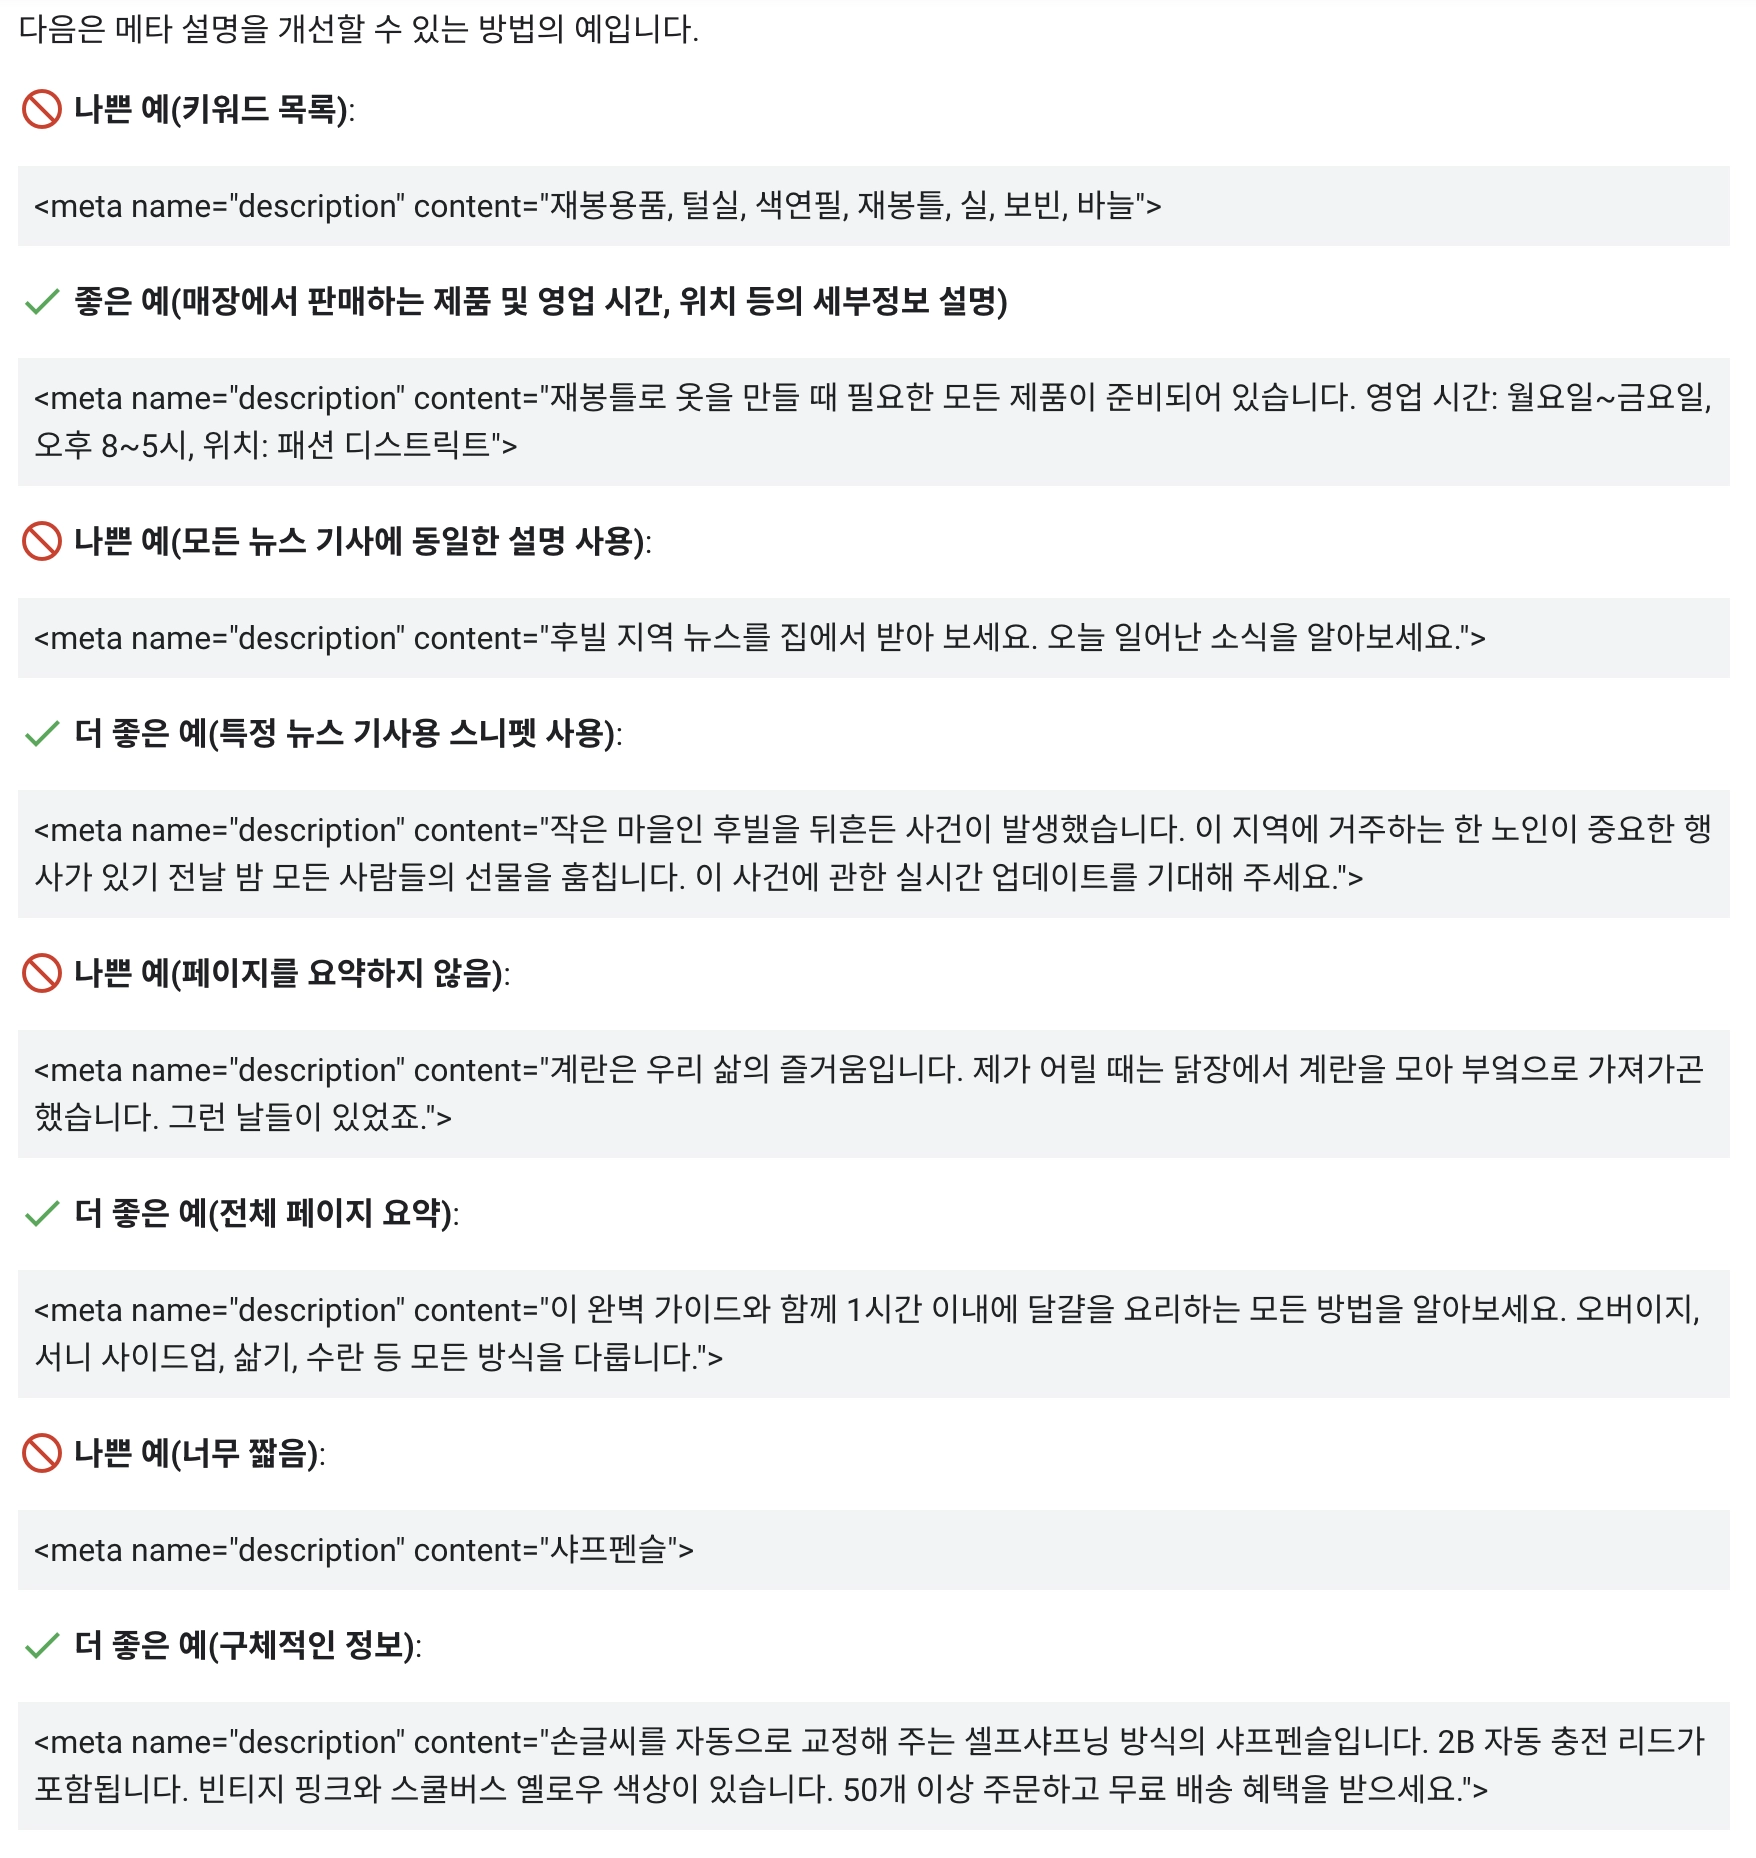 다음은 메타 설명을 개선할 수 있는 방법의 예입니다.
나쁜 예(키워드 목록):
<meta name="description" content="재봉용품, 털실, 색연필, 재봉틀, 실, 보빈, 바늘">
좋은 예(매장에서 판매하는 제품 및 영업 시간, 위치 등의 세부정보 설명)
<meta name="description" content="재봉틀로 옷을 만들 때 필요한 모든 제품이 준비되어 있습니다. 영업 시간: 월요일~금요일,
오후 8~5시, 위치: 패션 디스트릭트">
나쁜 예(모든 뉴스 기사에 동일한 설명 사용):
<meta name="description" content="후빌 지역 뉴스를 집에서 받아 보세요. 오늘 일어난 소식을 알아보세요.">
더 좋은 예(특정 뉴스 기사용 스니펫 사용):
<meta name="description" content="작은 마을인 후빌을 뒤흔든 사건이 발생했습니다. 이 지역에 거주하는 한 노인이 중요한 행
사가 있기 전날 밤 모든 사람들의 선물을 훔칩니다. 이 사건에 관한 실시간 업데이트를 기대해 주세요.">
나쁜 예(페이지를 요약하지 않음):
<meta name="description" content="계란은 우리 삶의 즐거움입니다. 제가 어릴 때는 닭장에서 계란을 모아 부엌으로 가져가곤
했습니다. 그런 날들이 있었죠.">
더 좋은 예(전체 페이지 요약):
<meta name="description" content="이 완벽 가이드와 함께 1시간 이내에 달걀을 요리하는 모든 방법을 알아보세요. 오버이지,
서니 사이드업, 삶기, 수란 등 모든 방식을 다룹니다.">
나쁜 예(너무 짧음):
<meta name="description" content="샤프펜슬">
더 좋은 예(구체적인 정보):
<meta name="description" content="손글씨를 자동으로 교정해 주는 셀프샤프닝 방식의 샤프펜슬입니다. 2B 자동 충전 리드가
포함됩니다. 빈티지 핑크와 스쿨버스 옐로우 색상이 있습니다. 50개 이상 주문하고 무료 배송 혜택을 받으세요.">